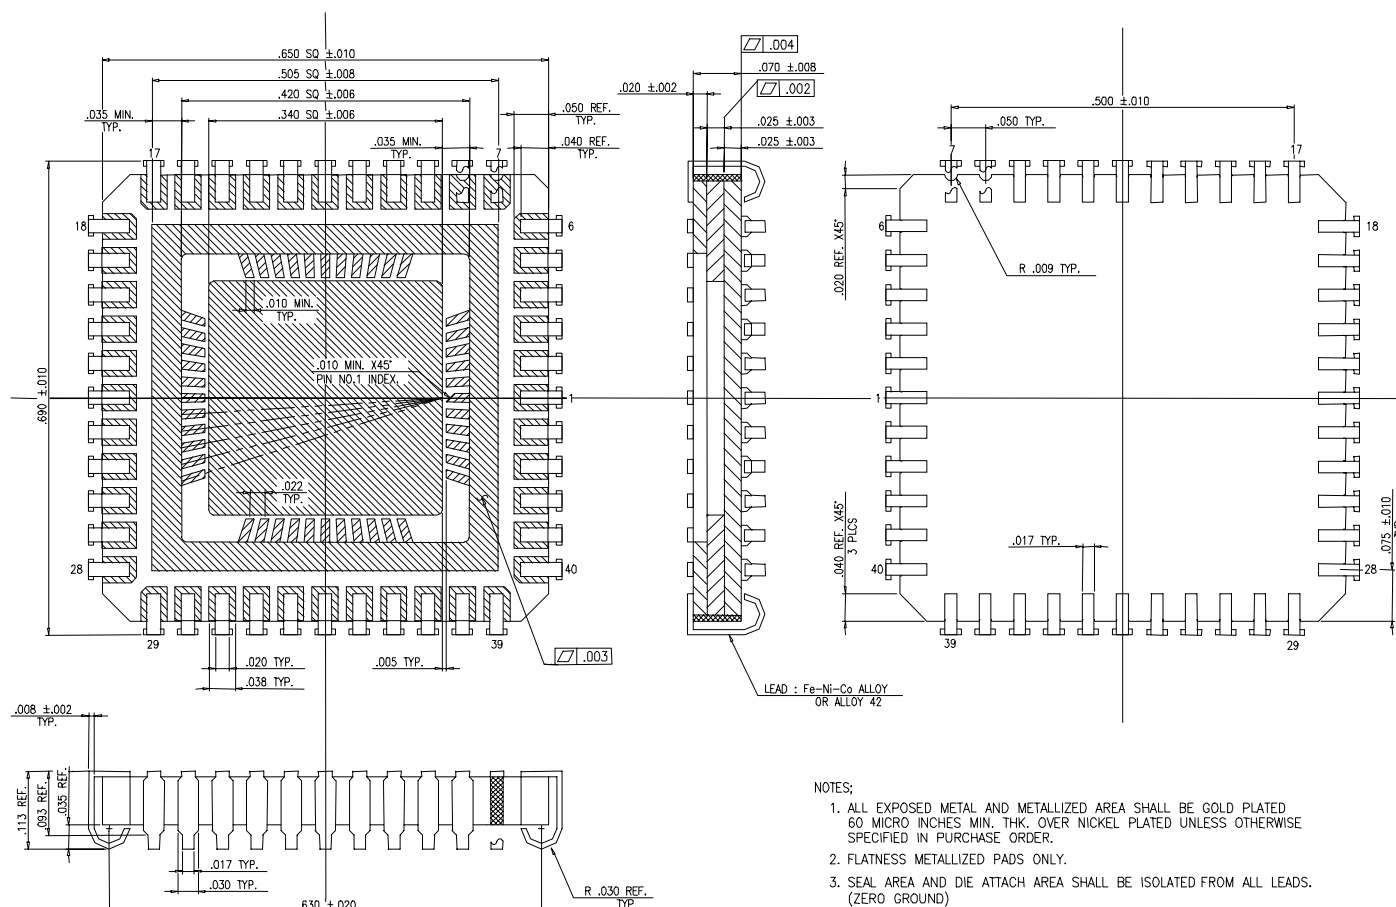 .650 SQ ±.010
.505 SQ ±.008
.420 SQ ±.006
.340 SQ ±.006
.035 MIN.
TYP.
.035 MIN.
TYP.
.050 REF.
TYP.
.040 REF.
TYP.
17
7
18
6
.010 MIN.
TYP.
.010 MIN. X45°
PIN NO.1 INDEX.
1
.690 ±.010
.022
TYP.
28
40
29
39
.020 TYP.
.038 TYP.
.005 TYP.
.003
.004
.070 ±.008
.020 ±.002
.002
.025 ±.003
.025 ±.003
LEAD : Fe-Ni-Co ALLOY
OR ALLOY 42
.500 ±.010
.050 TYP.
7
17
6
18
.020 REF. X45°
R .009 TYP.
1
.040 REF. X45°
3 PLCS
.017 TYP.
.075 ±.010
40
28
39
29
.008 ±.002
TYP.
.113 REF.
.093 REF.
.035 REF.
.017 TYP.
.030 TYP.
.630 ±.020
R .030 REF.
TYP.
NOTES;
1. ALL EXPOSED METAL AND METALLIZED AREA SHALL BE GOLD PLATED
60 MICRO INCHES MIN. THK. OVER NICKEL PLATED UNLESS OTHERWISE
SPECIFIED IN PURCHASE ORDER.
2. FLATNESS METALLIZED PADS ONLY.
3. SEAL AREA AND DIE ATTACH AREA SHALL BE ISOLATED FROM ALL LEADS.
(ZERO GROUND)